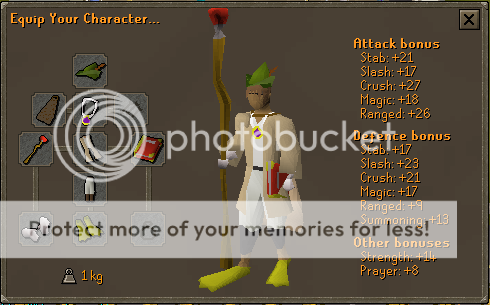 Equip Your Character...
Attack bonus
Stab: +21
Slash: +17
Crush: +27
Magic: +18
Ranged: +26
photobucket
Defence bonus
Stab: +17
Slash: +23
Crush: +21
Magic: +17
Ranged: +9
Summoning: +13
Protect more of your memories for less!
Other bonuses
Strength: +14
Prayer: +8
1 kg